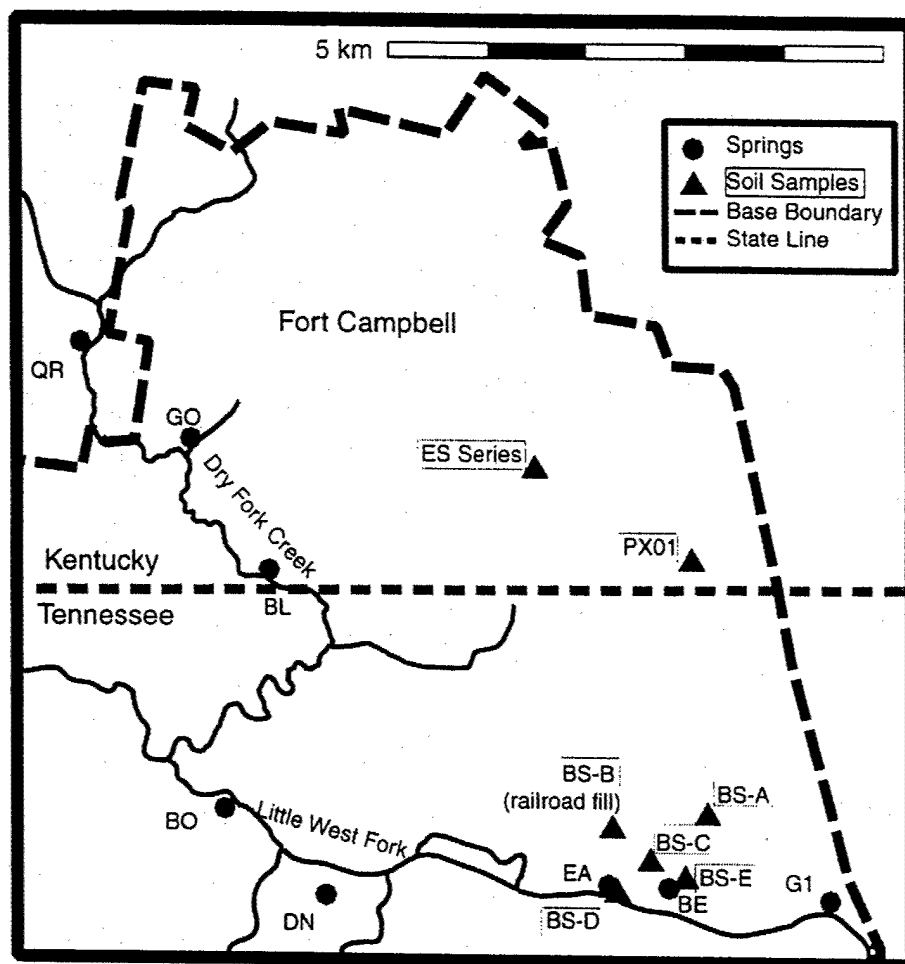 5 km
Springs
Soil Samples
Base Boundary
State Line
Fort Campbell
QR
GO
ES Series
Dry Fork Creek
PX01
Kentucky
BL
Tennessee
BS-B
(railroad fill)
BS-A
BO
Little West Fork
BS-C
EA
BS-E
G1
BE
DN
BS-D